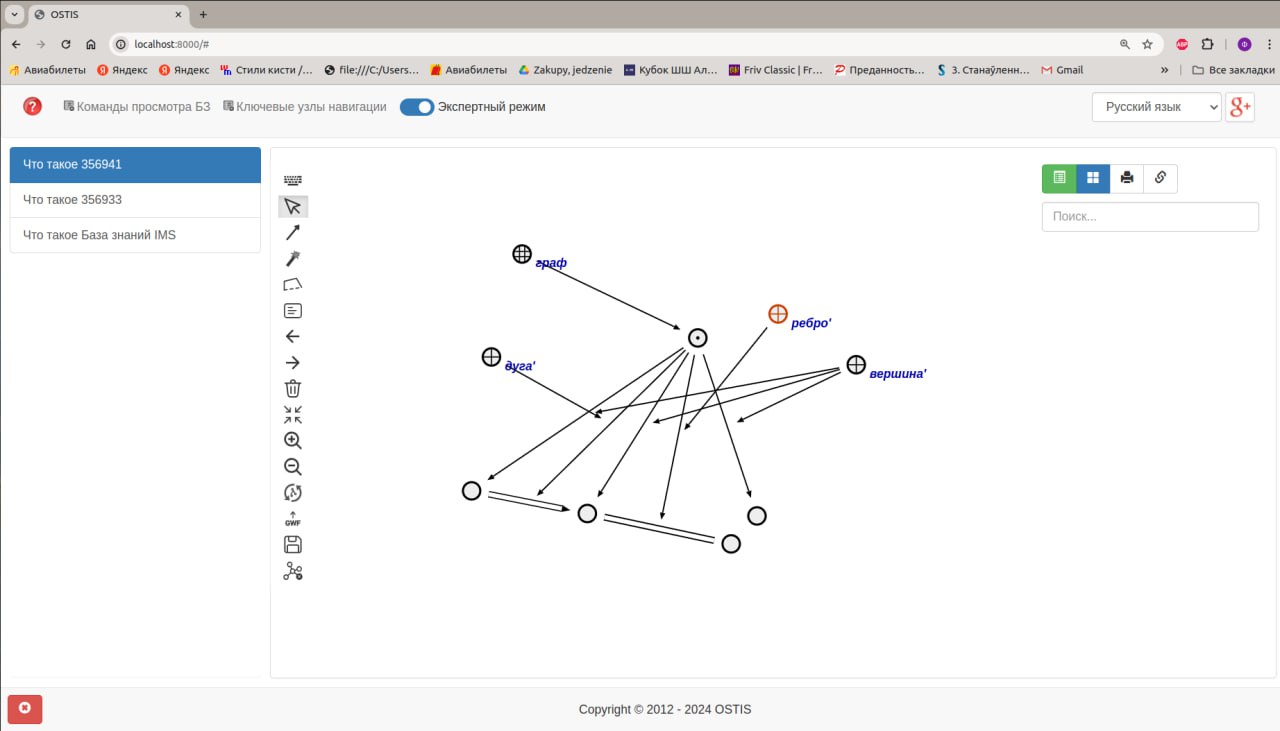 OSTIS
localhost:8000/#
ABP
Ф
Авиабилеты Яндекс Яндекс Стили кисти /... file:///C:/Users... Авиабилеты Zakupy, jedzenie Кубок ШШ Ал... Friv Classic | Fr... Преданность... 3. Станаўленн... Gmail » Все закладки
Команды просмотра БЗ Ключевые узлы навигации Экспертный режим Русский язык g+
Что такое 356941
Что такое 356933
Что такое База знаний IMS
Поиск...
граф
ребро'
дуга'
вершина'
GWF
Copyright © 2012 - 2024 OSTIS